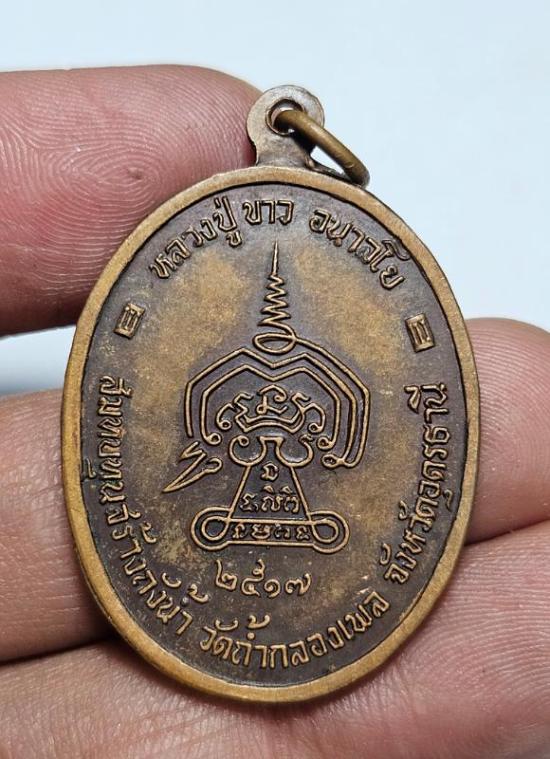 หลวงปู่ ขาว อนาลโย
๒๕๑๗
สมทบทุนสร้างถังน้ำ วัดถ้ำกลองเพล จังหวัดอุดรธานี